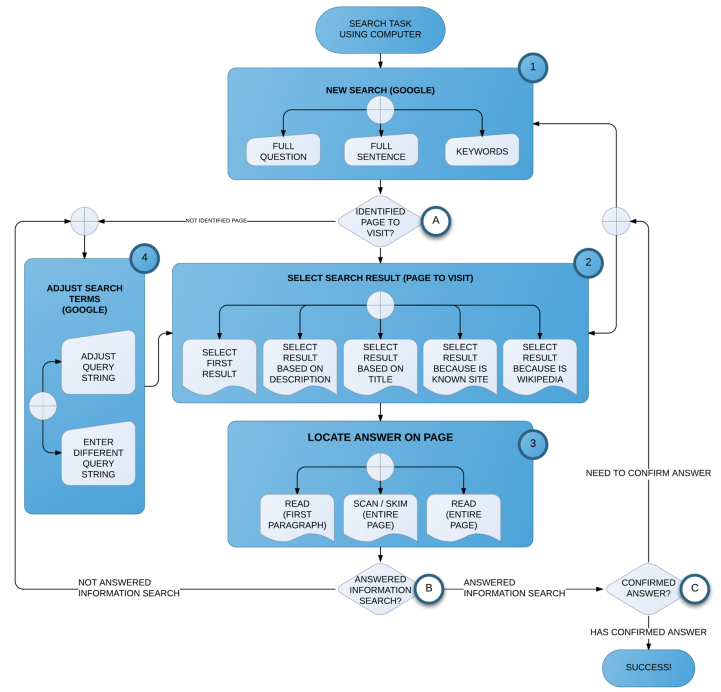 SEARCH TASK
USING COMPUTER
1
NEW SEARCH (GOOGLE)
FULL
QUESTION
FULL
SENTENCE
KEYWORDS
IDENTIFIED
PAGE TO
VISIT?
A
NOT IDENTIFIED PAGE
4
ADJUST SEARCH
TERMS
(GOOGLE)
ADJUST
QUERY
STRING
ENTER
DIFFERENT
QUERY
STRING
2
SELECT SEARCH RESULT (PAGE TO VISIT)
SELECT
FIRST
RESULT
SELECT
RESULT
BASED ON
DESCRIPTION
SELECT
RESULT
BASED ON
TITLE
SELECT
RESULT
BECAUSE IS
KNOWN SITE
SELECT
RESULT
BECAUSE IS
WIKIPEDIA
3
LOCATE ANSWER ON PAGE
READ
(FIRST
PARAGRAPH)
SCAN / SKIM
(ENTIRE
PAGE)
READ
(ENTIRE
PAGE)
NEED TO CONFIRM ANSWER
NOT ANSWERED
INFORMATION SEARCH
ANSWERED
INFORMATION
SEARCH?
B
ANSWERED
INFORMATION SEARCH
CONFIRMED
ANSWER?
C
HAS CONFIRMED ANSWER
SUCCESS!